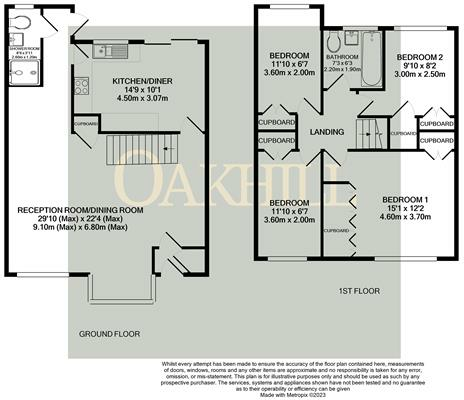 SHOWER ROOM
8'6 x 3'11
2.60m x 1.20m
KITCHEN/DINER
14'9 x 10'1
4.50m x 3.07m
CUPBOARD
OAKHILL
RECEPTION ROOM/DINING ROOM
29'10 (Max) x 22'4 (Max)
9.10m (Max) x 6.80m (Max)
GROUND FLOOR
BEDROOM
11'10 x 6'7
3.60m x 2.00m
BATHROOM
7'3 x 6'3
2.20m x 1.90m
BEDROOM 2
9'10 x 8'2
3.00m x 2.50m
CUPBOARD
CUPBOARD
LANDING
CUPBOARD
CUPBOARD
CUPBOARD
BEDROOM
11'10 x 6'7
3.60m x 2.00m
CUPBOARD
BEDROOM 1
15'1 x 12'2
4.60m x 3.70m
1ST FLOOR
Whilst every attempt has been made to ensure the accuracy of the floor plan contained here, measurements
of doors, windows, rooms and any other items are approximate and no responsibility is taken for any error,
omission, or mis-statement. This plan is for illustrative purposes only and should be used as such by any
prospective purchaser. The services, systems and appliances shown have not been tested and no guarantee
as to their operability or efficiency can be given
Made with Metropix ©2023